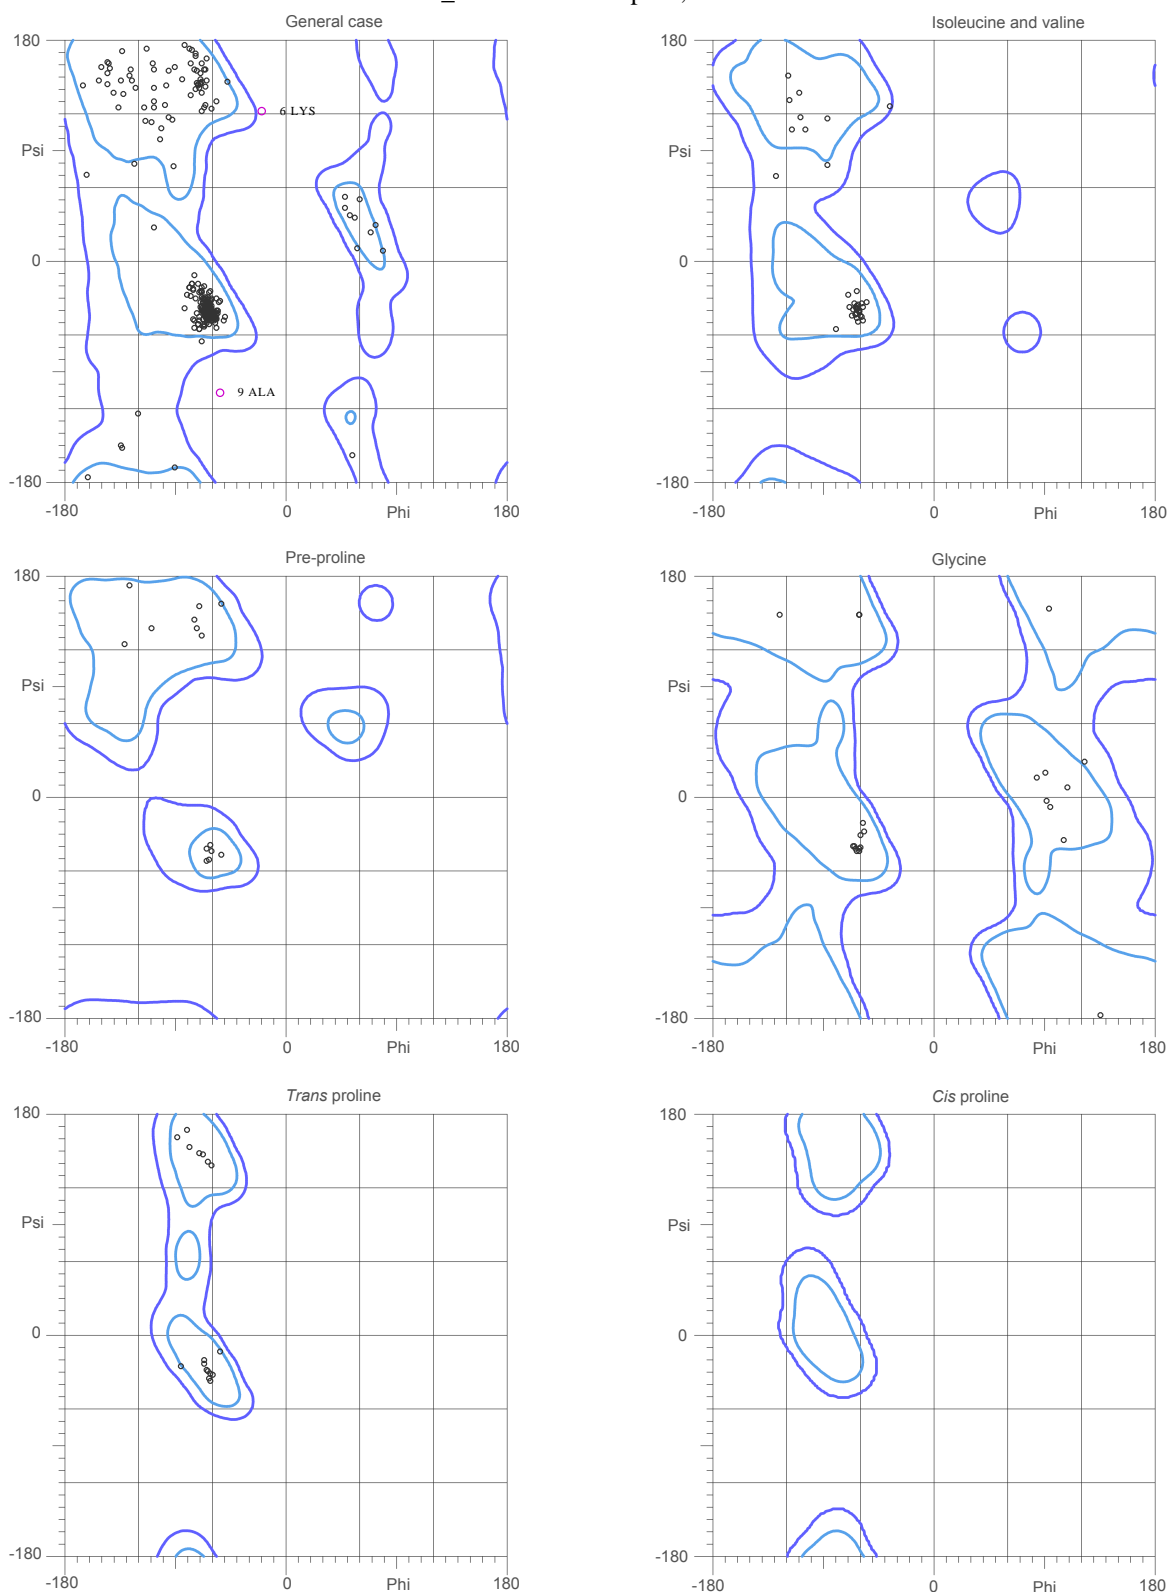 General case
Isoleucine and valine
180
180
6 LYS
Psi
Psi
0
0
9 ALA
-180
-180
-180
0
Phi
180
-180
0
Phi
180
Pre-proline
Glycine
180
180
Psi
Psi
0
0
-180
-180
-180
0
Phi
180
-180
0
Phi
180
Trans proline
Cis proline
180
180
Psi
Psi
0
0
-180
-180
-180
0
Phi
180
-180
0
Phi
180